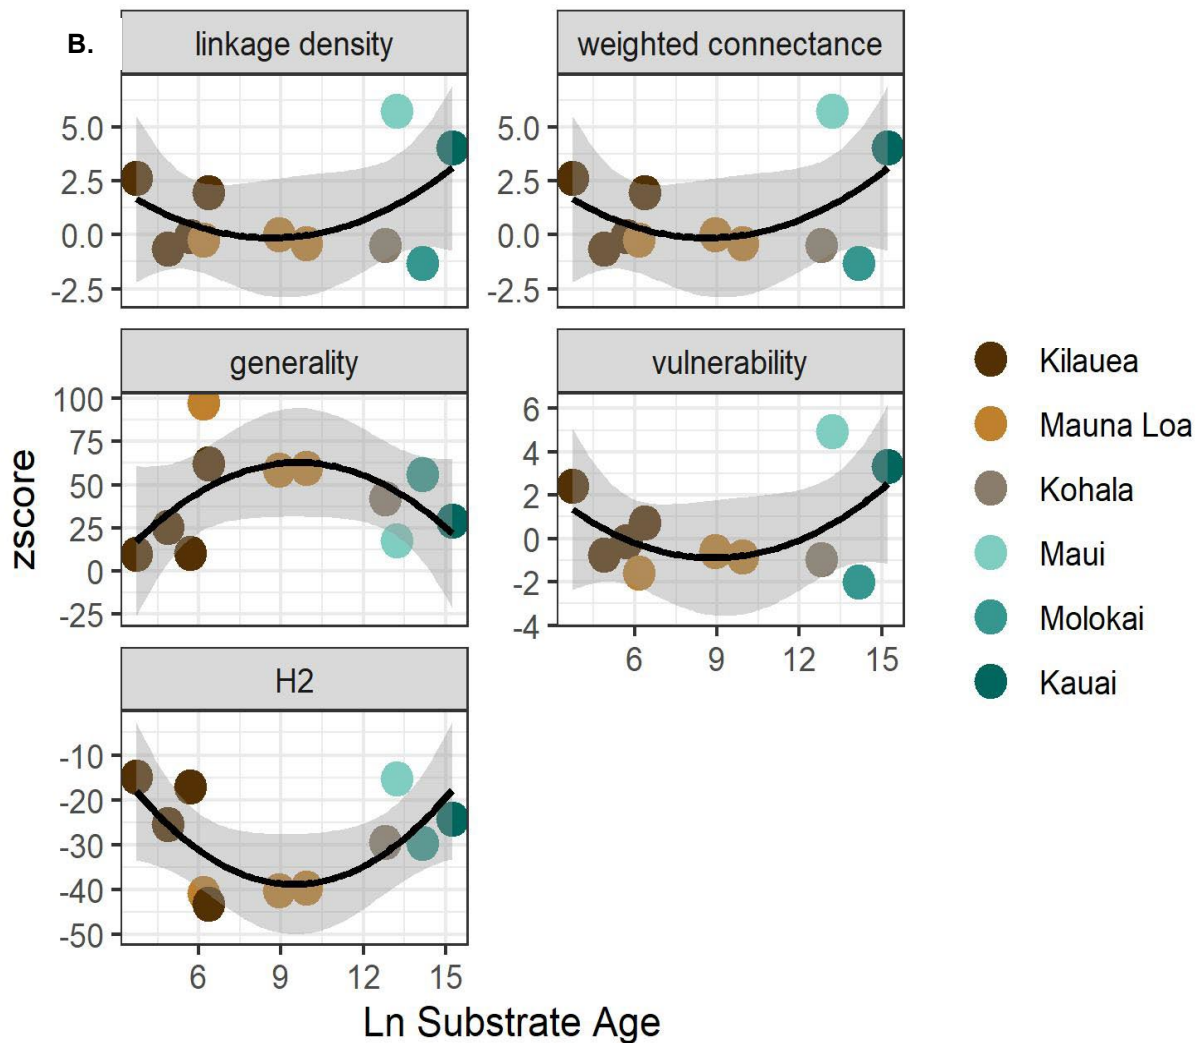 B.
linkage density
weighted connectance
5.0
2.5
0.0
-2.5
5.0
2.5
0.0
-2.5
generality
vulnerability
100
75
50
25
0
-25
6
4
2
0
-2
-4
6 9 12 15
H2
-10
-20
-30
-40
-50
6 9 12 15
zscore
Ln Substrate Age
Kilauea
Mauna Loa
Kohala
Maui
Molokai
Kauai